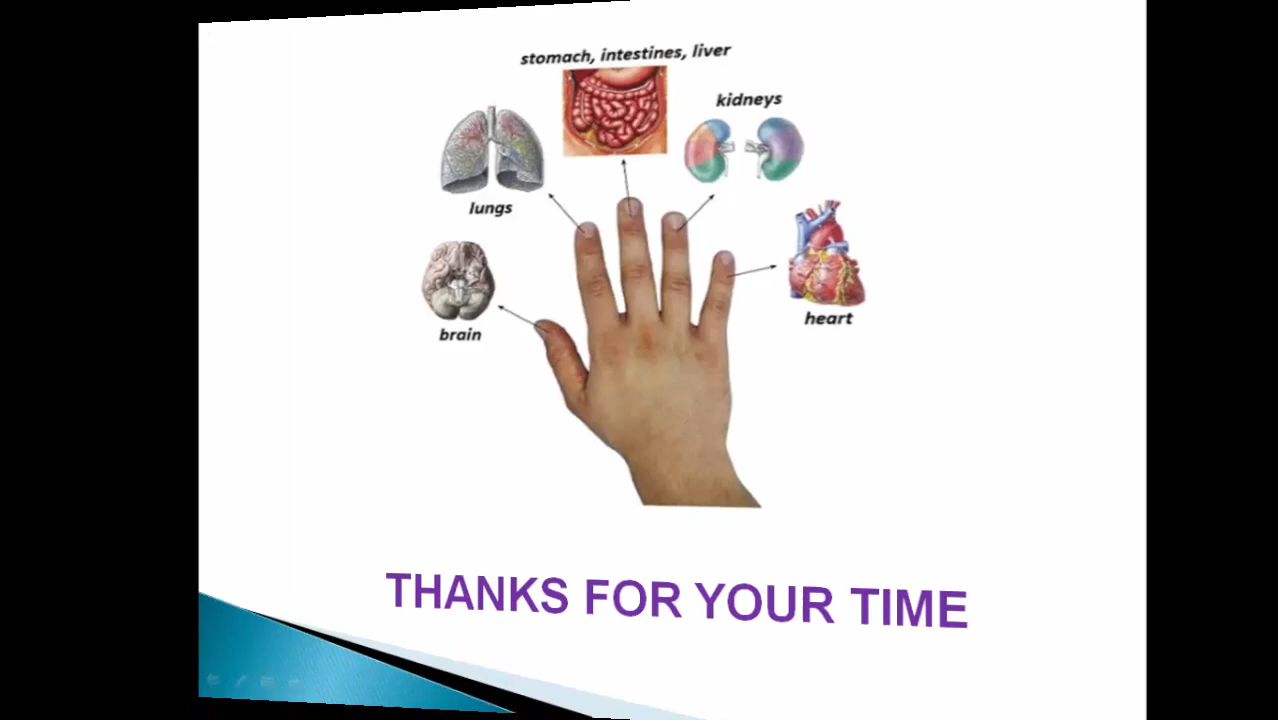 stomach, intestines, liver
kidneys
lungs
brain
heart
THANKS FOR YOUR TIME